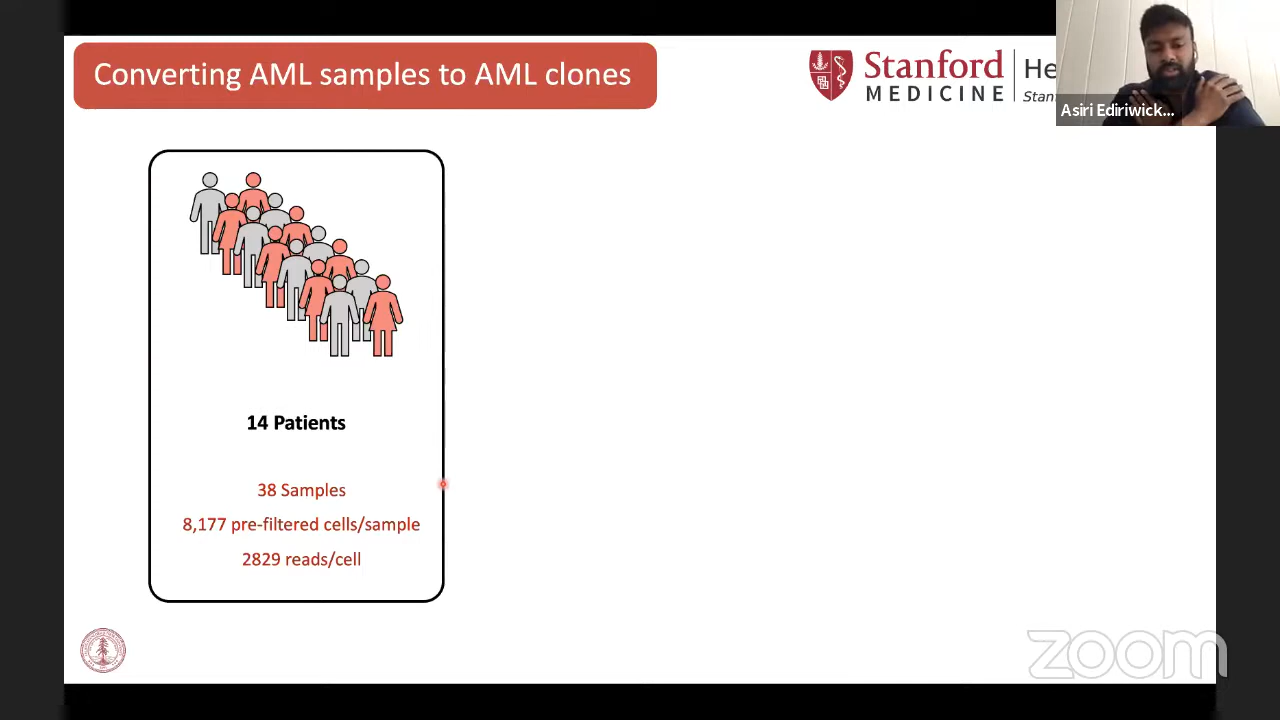 Converting AML samples to AML clones
Stanford
MEDICINE
He
Stan
Asiri Ediriwick...
14 Patients
38 Samples
8,177 pre-filtered cells/sample
2829 reads/cell
zoom